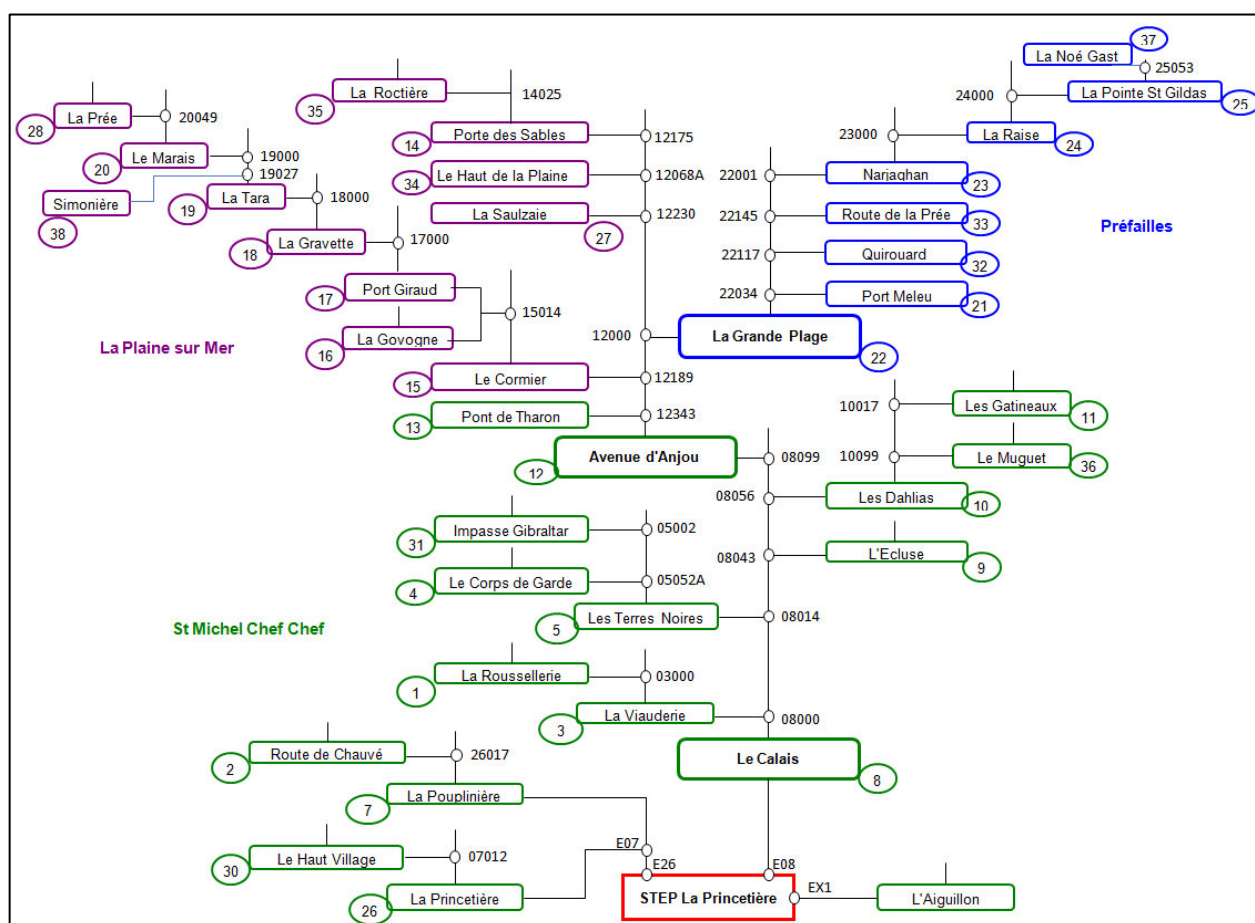 37
La Noé Gast
25053
La Roctière
14025
24000
La Pointe St Gildas
35
25
La Prée
20049
28
Porte des Sables
12175
23000
La Raise
14
24
Le Marais
19000
20
19027
Le Haut de la Plaine
12068A
22001
Narjaghan
34
23
Simonière
38
La Tara
18000
19
La Saulzaie
12230
27
22145
Route de la Prée
33
Préfailles
La Gravette
17000
18
22117
Quirouard
32
Port Giraud
17
15014
22034
Port Meleu
21
La Plaine sur Mer
La Govogne
16
12000
La Grande Plage
22
Le Cormier
12189
15
Pont de Tharon
12343
13
10017
Les Gatineaux
11
Avenue d'Anjou
12
08099
10099
Le Muguet
36
08056
Les Dahlias
10
Impasse Gibraltar
05002
31
08043
L'Ecluse
9
Le Corps de Garde
05052A
4
Les Terres Noires
08014
5
St Michel Chef Chef
La Roussellerie
03000
1
La Viauderie
08000
3
Route de Chauvé
26017
2
Le Calais
8
La Pouplinière
7
Le Haut Village
07012
30
E07
E26
E08
La Princetière
26
STEP La Princetière
EX1
L'Aiguillon